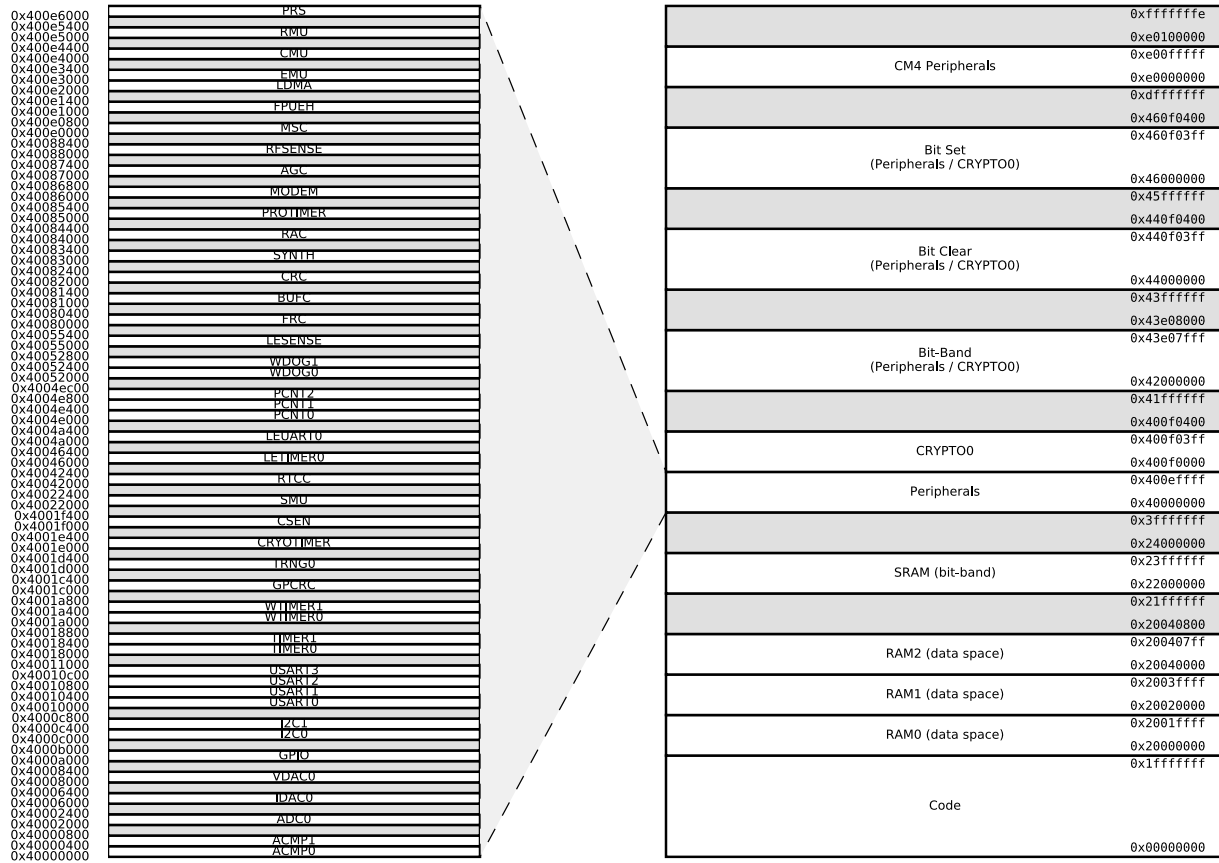 PRS
0x400e6000
0x400e5400
RMU
0x400e5000
0x400e4400
CMU
0x400e4000
0x400e3400
EMU
0x400e3000
LDMA
0x400e2000
0x400e1400
FPUEH
0x400e1000
0x400e0800
MSC
0x400e0000
0x40088400
RFSENSE
0x40088000
0x40087400
AGC
0x40087000
0x40086800
MODEM
0x40086000
0x40085400
PROTIMER
0x40085000
0x40084400
RAC
0x40084000
0x40083400
SYNTH
0x40083000
0x40082400
CRC
0x40082000
0x40081400
BUFC
0x40081000
0x40080400
FRC
0x40080000
0x40055400
LESENSE
0x40055000
0x40052800
WDOG1
0x40052400
WDOG0
0x40052000
0x4004ec00
PCNT2
0x4004e800
PCNT1
0x4004e400
PCNT0
0x4004e000
0x4004a400
LEUART0
0x4004a000
0x40046400
LETIMER0
0x40046000
0x40042400
RTCC
0x40042000
0x40022400
SMU
0x40022000
0x4001f400
CSEN
0x4001f000
0x4001e400
CRYOTIMER
0x4001e000
0x4001d400
TRNG0
0x4001d000
0x4001c400
GPCRC
0x4001c000
0x4001a800
WTIMER1
0x4001a400
WTIMER0
0x4001a000
0x40018800
TIMER1
0x40018400
TIMER0
0x40018000
0x40011000
USART3
0x40010c00
USART2
0x40010800
USART1
0x40010400
USART0
0x40010000
0x4000c800
I2C1
0x4000c400
I2C0
0x4000c000
0x4000b000
GPIO
0x4000a000
0x40008400
VDAC0
0x40008000
0x40006400
IDAC0
0x40006000
0x40002400
ADC0
0x40002000
0x40000800
ACMP1
0x40000400
ACMP0
0x40000000
0xfffffffe
0xe0100000
0xe00fffff
CM4 Peripherals
0xe0000000
0xdfffffff
0x460f0400
0x460f03ff
Bit Set
(Peripherals / CRYPTO0)
0x46000000
0x45ffffff
0x440f0400
0x440f03ff
Bit Clear
(Peripherals / CRYPTO0)
0x44000000
0x43ffffff
0x43e08000
0x43e07fff
Bit-Band
(Peripherals / CRYPTO0)
0x42000000
0x41ffffff
0x400f0400
0x400f03ff
CRYPTO0
0x400f0000
0x400effff
Peripherals
0x40000000
0x3fffffff
0x24000000
0x23ffffff
SRAM (bit-band)
0x22000000
0x21ffffff
0x20040800
0x200407ff
RAM2 (data space)
0x20040000
0x2003ffff
RAM1 (data space)
0x20020000
0x2001ffff
RAM0 (data space)
0x20000000
0x1fffffff
Code
0x00000000